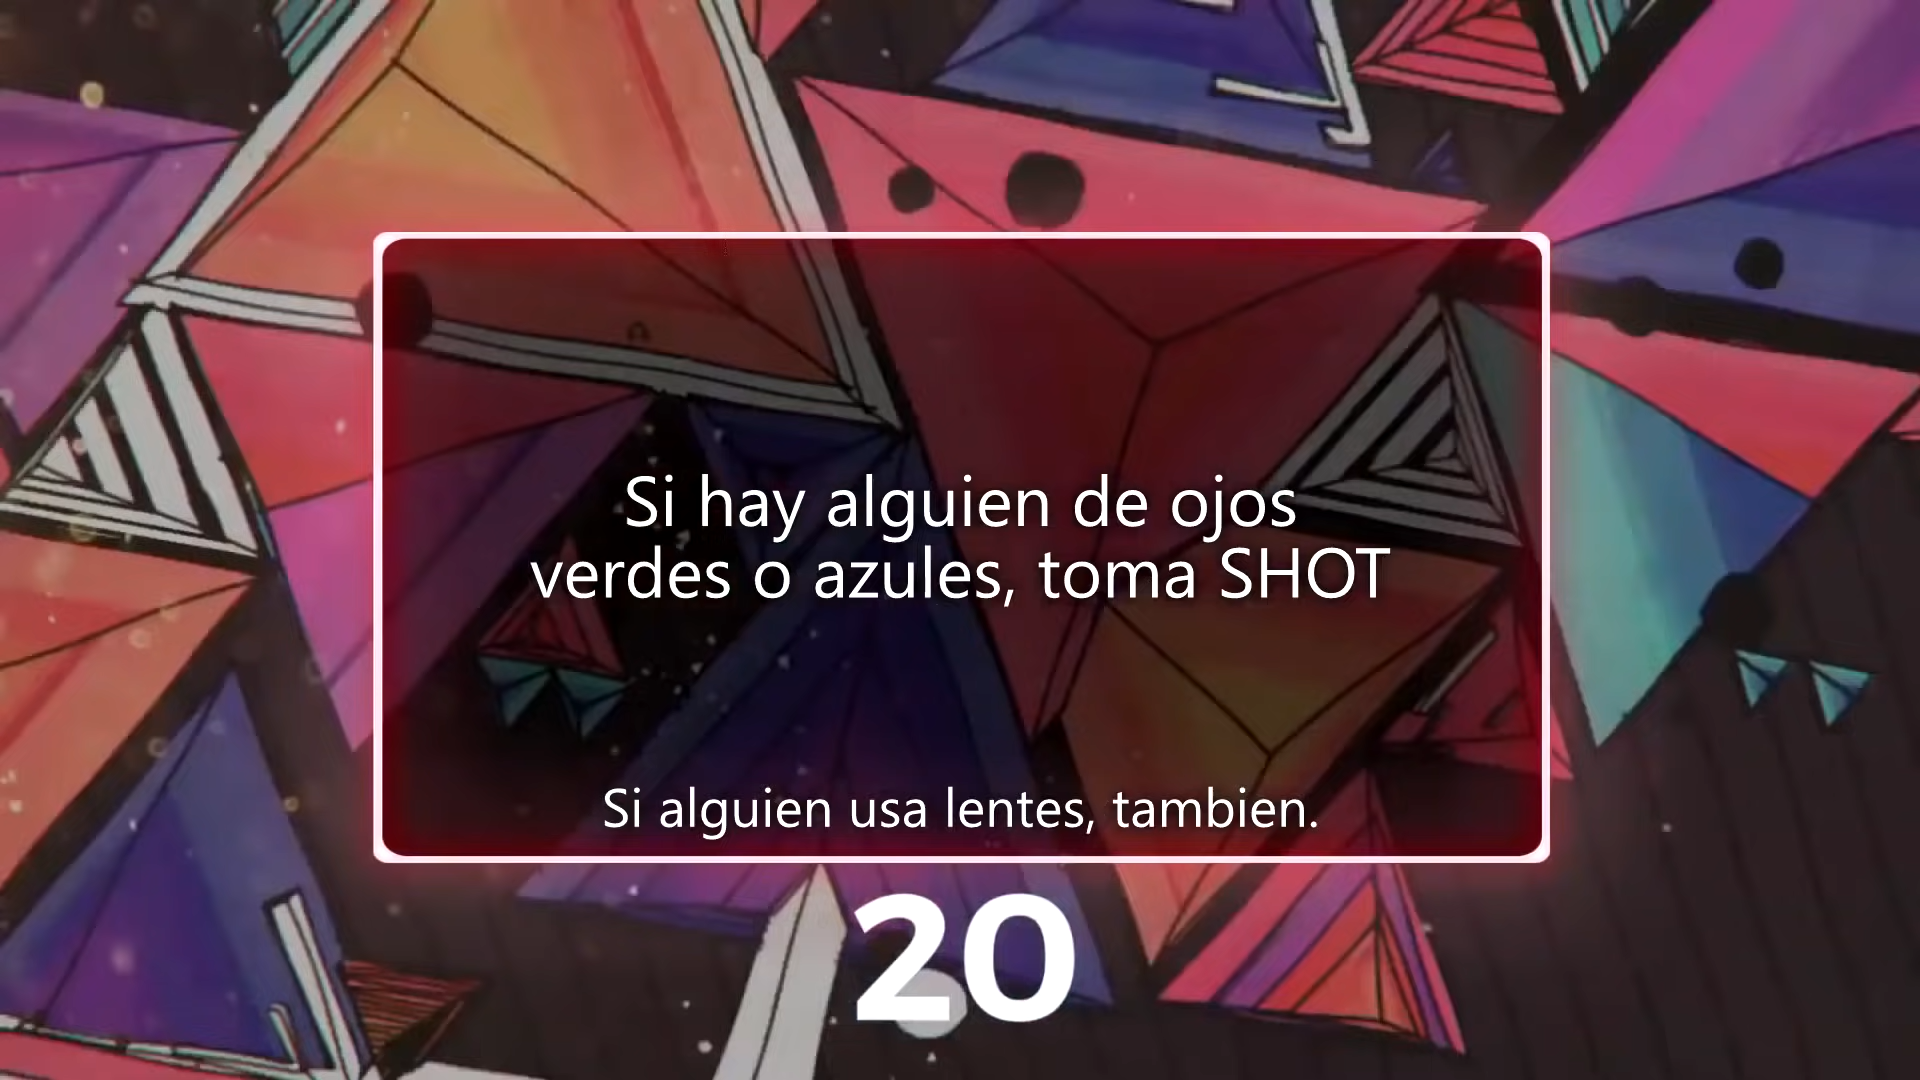 Si hay alguien de ojos
verdes o azules, toma SHOT
Si alguien usa lentes, tambien.
20